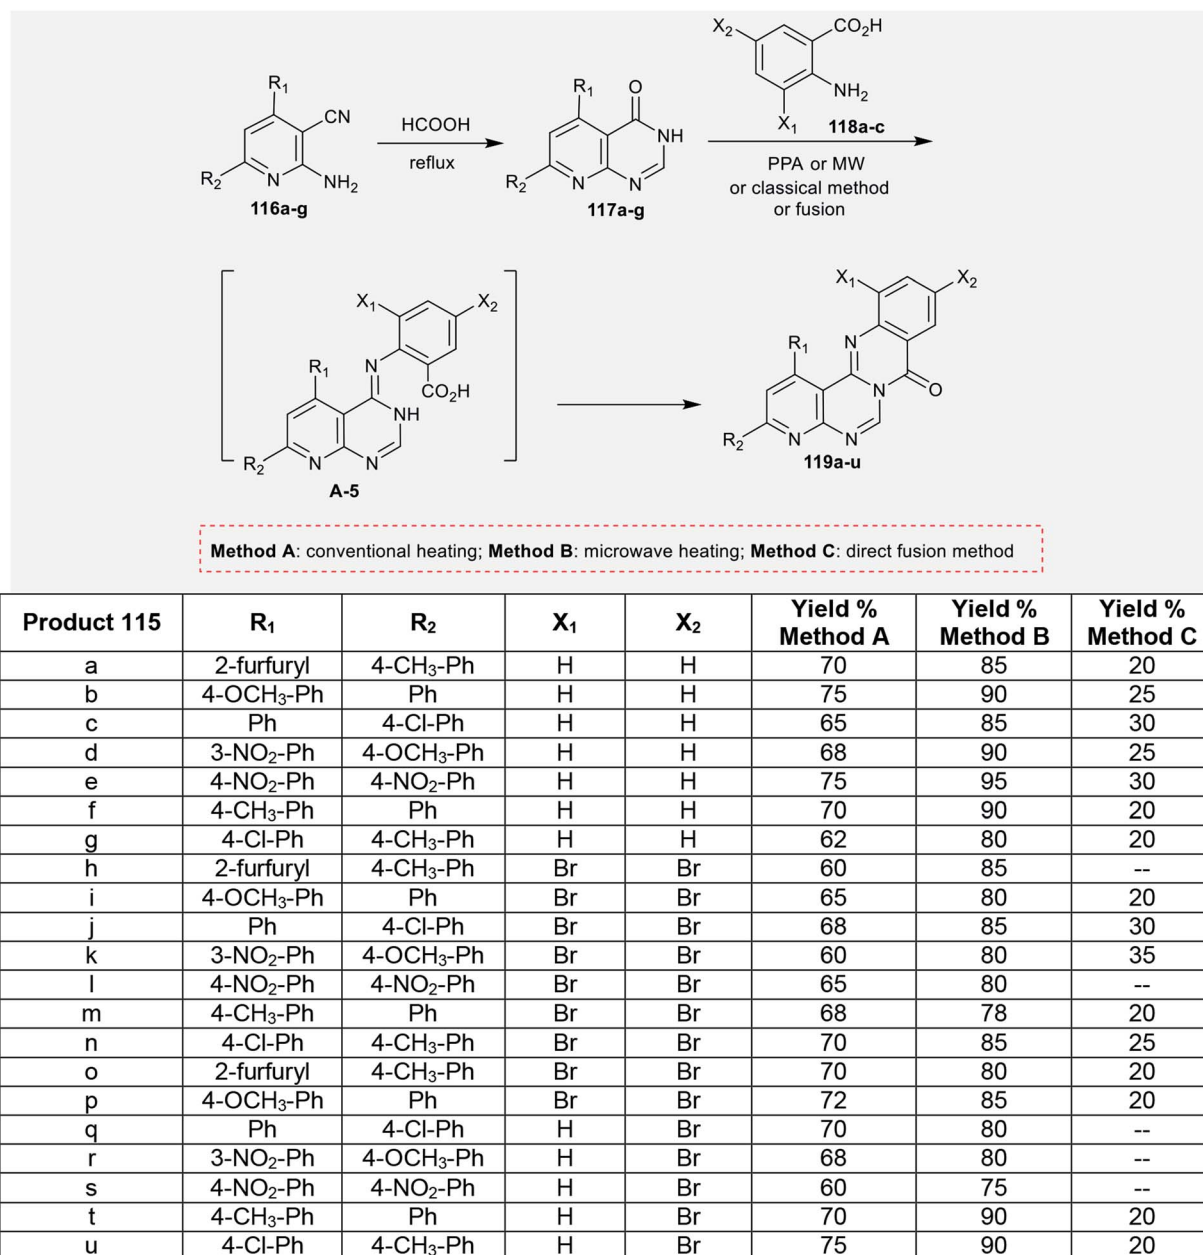 X₂
CO₂H
NH₂
X₁
118a-c
R₁
CN
R₂
N
NH₂
116a-g
HCOOH
reflux
R₁
O
NH
R₂
N
N
117a-g
PPA or MW
or classical method
or fusion
X₁
X₂
N
R₁
CO₂H
NH
R₂
N
N
A-5
X₁
X₂
N
R₁
N
O
R₂
N
N
119a-u
Method A: conventional heating; Method B: microwave heating; Method C: direct fusion method
Product 115 R₁ R₂ X₁ X₂ Yield % Method A Yield % Method B Yield % Method C
a 2-furfuryl 4-CH₃-Ph H H 70 85 20
b 4-OCH₃-Ph Ph H H 75 90 25
c Ph 4-Cl-Ph H H 65 85 30
d 3-NO₂-Ph 4-OCH₃-Ph H H 68 90 25
e 4-NO₂-Ph 4-NO₂-Ph H H 75 95 30
f 4-CH₃-Ph Ph H H 70 90 20
g 4-Cl-Ph 4-CH₃-Ph H H 62 80 20
h 2-furfuryl 4-CH₃-Ph Br Br 60 85 --
i 4-OCH₃-Ph Ph Br Br 65 80 20
j Ph 4-Cl-Ph Br Br 68 85 30
k 3-NO₂-Ph 4-OCH₃-Ph Br Br 60 80 35
l 4-NO₂-Ph 4-NO₂-Ph Br Br 65 80 --
m 4-CH₃-Ph Ph Br Br 68 78 20
n 4-Cl-Ph 4-CH₃-Ph Br Br 70 85 25
o 2-furfuryl 4-CH₃-Ph Br Br 70 80 20
p 4-OCH₃-Ph Ph Br Br 72 85 20
q Ph 4-Cl-Ph H Br 70 80 --
r 3-NO₂-Ph 4-OCH₃-Ph H Br 68 80 --
s 4-NO₂-Ph 4-NO₂-Ph H Br 60 75 --
t 4-CH₃-Ph Ph H Br 70 90 20
u 4-Cl-Ph 4-CH₃-Ph H Br 75 90 20